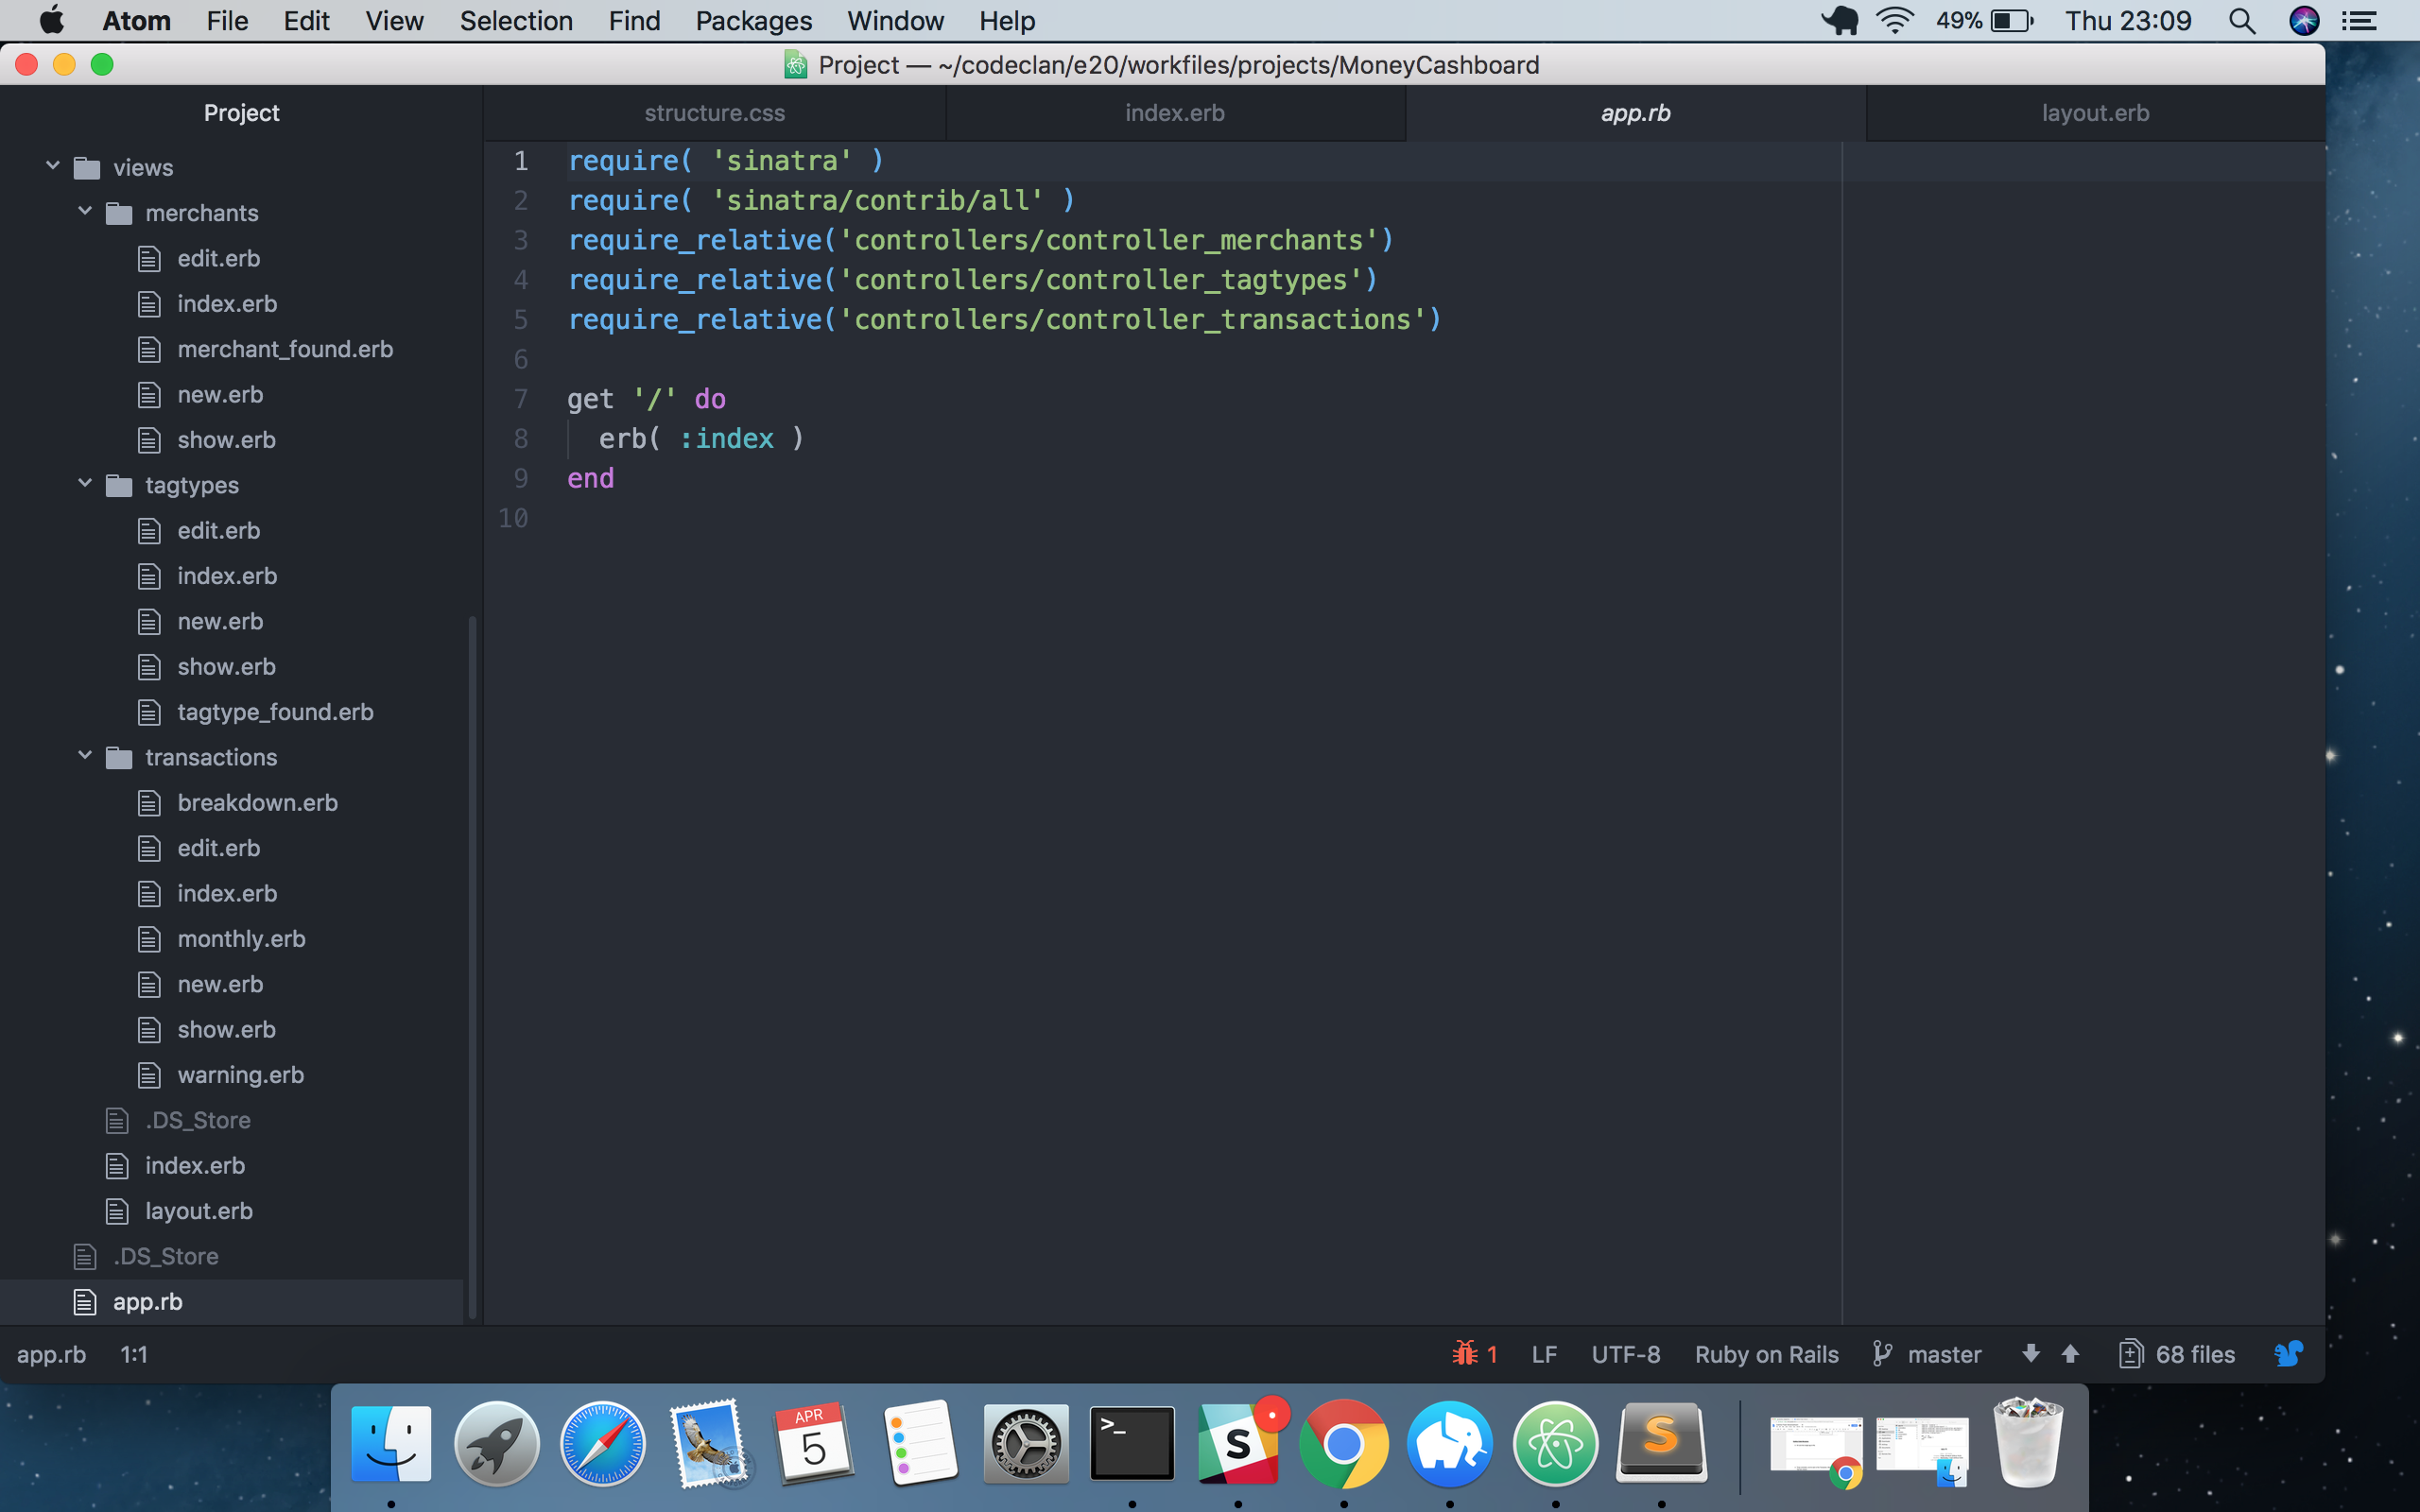 Atom File Edit View Selection Find Packages Window Help 49% Thu 23:09
Project — ~/codeclan/e20/workfiles/projects/MoneyCashboard
Project
structure.css index.erb app.rb layout.erb
views
merchants
edit.erb
index.erb
merchant_found.erb
new.erb
show.erb
tagtypes
edit.erb
index.erb
new.erb
show.erb
tagtype_found.erb
transactions
breakdown.erb
edit.erb
index.erb
monthly.erb
new.erb
show.erb
warning.erb
.DS_Store
index.erb
layout.erb
.DS_Store
app.rb
1 require( 'sinatra' )
2 require( 'sinatra/contrib/all' )
3 require_relative('controllers/controller_merchants')
4 require_relative('controllers/controller_tagtypes')
5 require_relative('controllers/controller_transactions')
6
7 get '/' do
8 erb( :index )
9 end
10
app.rb 1:1 1 LF UTF-8 Ruby on Rails master 68 files
APR
5
>_
S
S